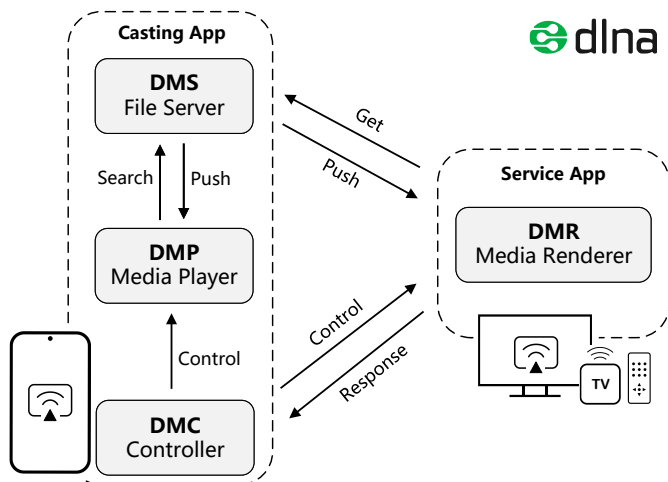 Casting App
dlna
DMS
File Server
Get
Push
Search
Push
Service App
DMR
Media Renderer
DMP
Media Player
Control
Control
Response
TV
DMC
Controller